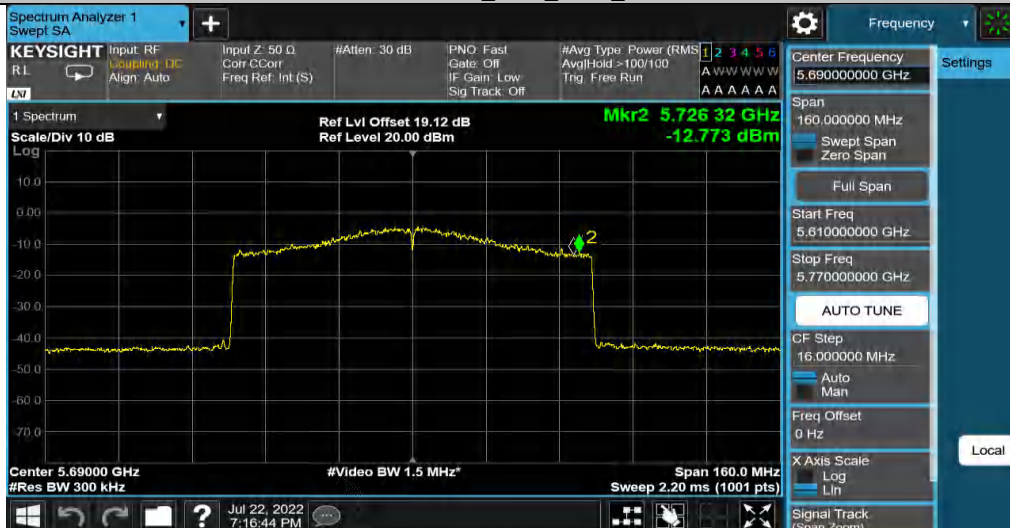 Spectrum Analyzer 1
Swept SA
+
Frequency
KEYSIGHT
RL
LXI
Input: RF
Coupling: DC
Align: Auto
Input Z: 50 Ω
Corr CCorr
Freq Ref: Int (S)
#Atten: 30 dB
PNO: Fast
Gate: Off
IF Gain: Low
Sig Track: Off
#Avg Type: Power (RMS
Avg|Hold >100/100
Trig: Free Run
1 2 3 4 5 6
A W W W W W
A A A A A A
1 Spectrum
Scale/Div 10 dB
Ref Lvl Offset 19.12 dB
Ref Level 20.00 dBm
Mkr2 5.726 32 GHz
-12.773 dBm
Log
10.0
0.00
-10.0
-20.0
-30.0
-40.0
-50.0
-60.0
-70.0
2
Center 5.69000 GHz
#Res BW 300 kHz
#Video BW 1.5 MHz*
Span 160.0 MHz
Sweep 2.20 ms (1001 pts)
Center Frequency
5.690000000 GHz
Span
160.000000 MHz
Swept Span
Zero Span
Full Span
Start Freq
5.610000000 GHz
Stop Freq
5.770000000 GHz
AUTO TUNE
CF Step
16.000000 MHz
Auto
Man
Freq Offset
0 Hz
X Axis Scale
Log
Lin
Signal Track
(Span Zoom)
Settings
Local
?
Jul 22, 2022
7:16:44 PM